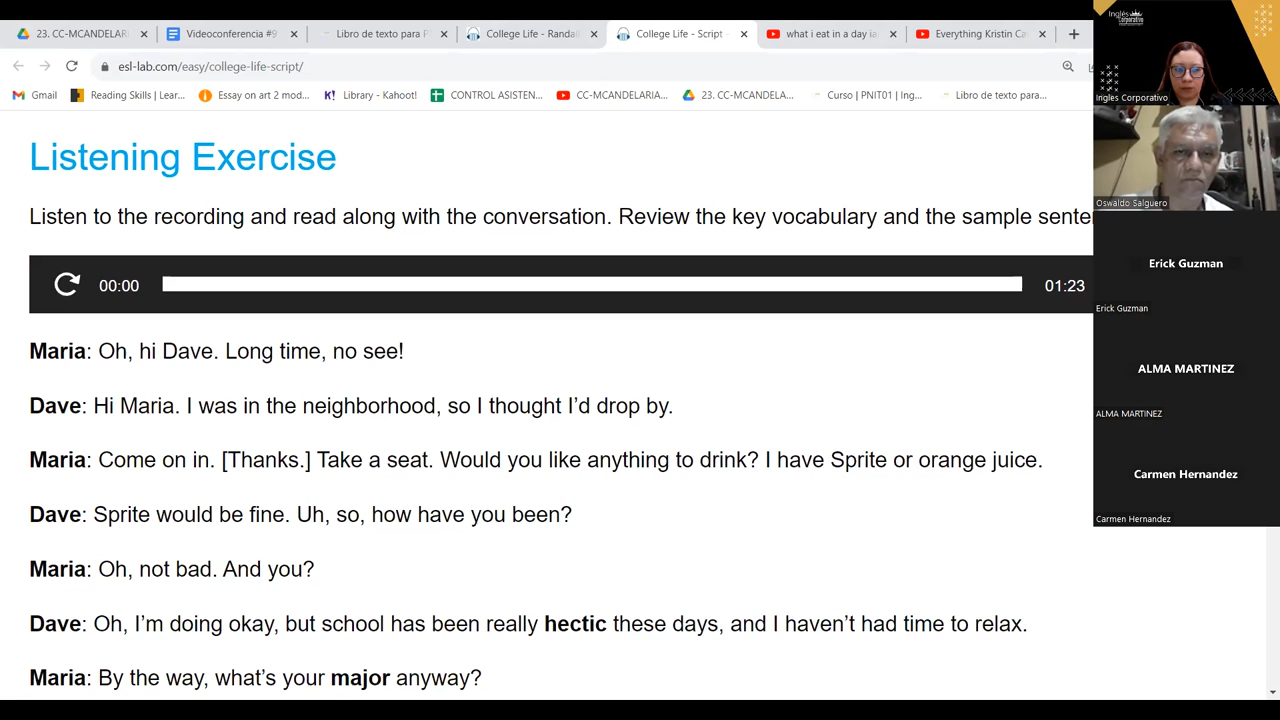 23. CC-MCANDELARI
Videoconferencia #9
Libro de texto para F
College Life - Randal
College Life - Script -
what i eat in a day ia
Everything Kristin Ca
esl-lab.com/easy/college-life-script/
Gmail
Reading Skills | Lear...
Essay on art 2 mod...
Library - Kahoot!
CONTROL ASISTEN...
CC-MCANDELARIA...
23. CC-MCANDELA...
Curso | PNIT01 | Ing...
Libro de texto para...
Listening Exercise
Listen to the recording and read along with the conversation. Review the key vocabulary and the sample sente
00:00
01:23
Maria: Oh, hi Dave. Long time, no see!
Dave: Hi Maria. I was in the neighborhood, so I thought I’d drop by.
Maria: Come on in. [Thanks.] Take a seat. Would you like anything to drink? I have Sprite or orange juice.
Dave: Sprite would be fine. Uh, so, how have you been?
Maria: Oh, not bad. And you?
Dave: Oh, I’m doing okay, but school has been really hectic these days, and I haven’t had time to relax.
Maria: By the way, what’s your major anyway?
Inglés
Corporativo
Ingles Corporativo
Oswaldo Salguero
Erick Guzman
Erick Guzman
ALMA MARTINEZ
ALMA MARTINEZ
Carmen Hernandez
Carmen Hernandez